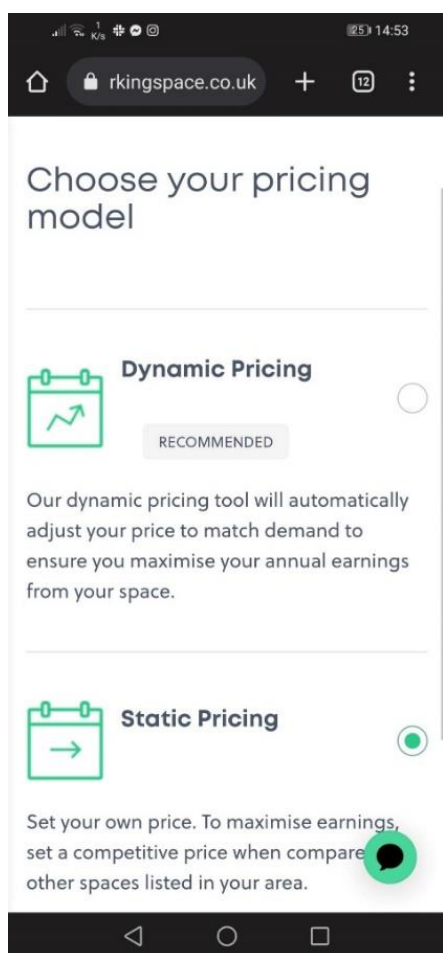 1
K/s
25
14:53
rkingspace.co.uk
12
Choose your pricing
model
Dynamic Pricing
RECOMMENDED
Our dynamic pricing tool will automatically
adjust your price to match demand to
ensure you maximise your annual earnings
from your space.
Static Pricing
Set your own price. To maximise earnings,
set a competitive price when compare
other spaces listed in your area.